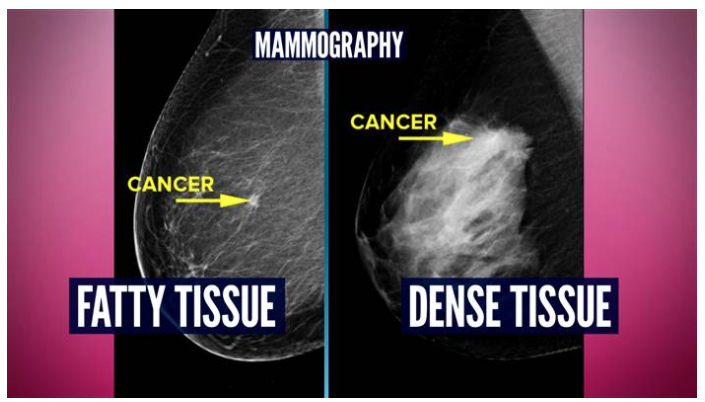 MAMMOGRAPHY
CANCER
CANCER
FATTY TISSUE
DENSE TISSUE